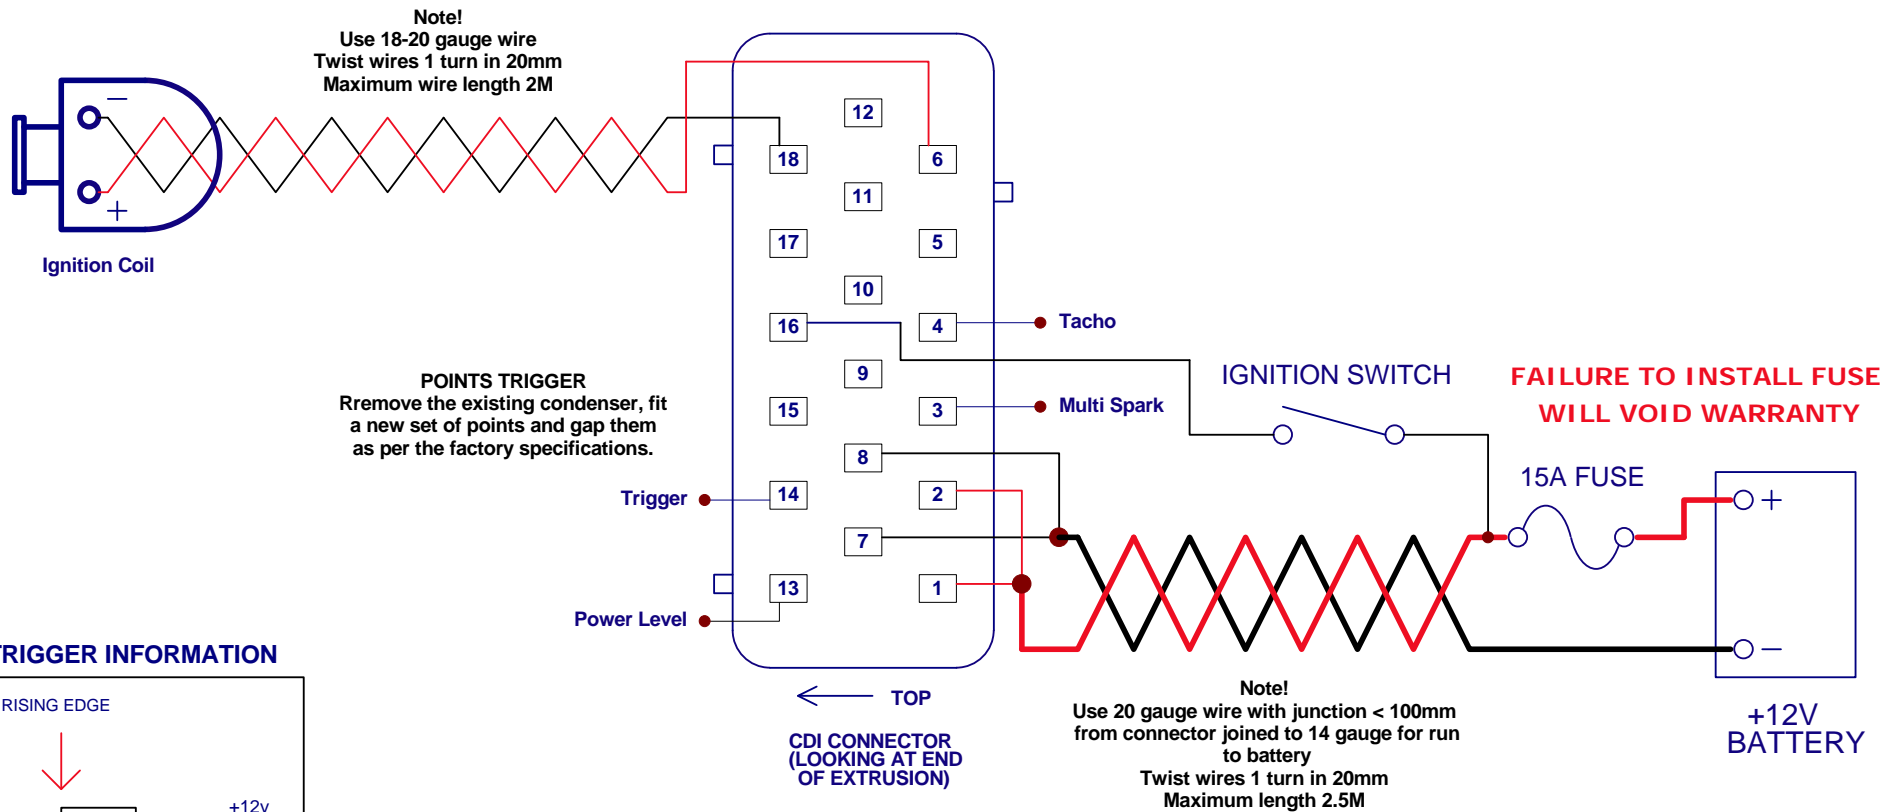 Note!
Use 18-20 gauge wire
Twist wires 1 turn in 20mm
Maximum wire length 2M
−
+
Ignition Coil
12
18
6
11
17
5
10
16
4
Tacho
9
15
3
Multi Spark
8
14
2
Trigger
7
13
1
Power Level
POINTS TRIGGER
Rremove the existing condenser, fit
a new set of points and gap them
as per the factory specifications.
IGNITION SWITCH
FAILURE TO INSTALL FUSE
WILL VOID WARRANTY
15A FUSE
+
−
+12V
BATTERY
TOP
CDI CONNECTOR
(LOOKING AT END
OF EXTRUSION)
Note!
Use 20 gauge wire with junction < 100mm
from connector joined to 14 gauge for run
to battery
Twist wires 1 turn in 20mm
Maximum length 2.5M
TRIGGER INFORMATION
RISING EDGE
+12v